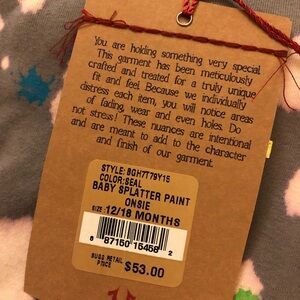 You are holding something very special.
This garment has been meticulously
crafted and treated for a truly unique
fit and feel. Because we individually
distress each item, you will notice areas
of fading, wear and even holes. Do
not stress! These nuances are intentional
and are meant to add to the character
and finish of our garment.
STYLE: BGH7T79Y15
COLOR:SEAL
BABY SPLATTER PAINT
ONSIE
SIZE: 12/18 MONTHS
8 87150 15458 2
SUGG RETAIL
PRICE $53.00